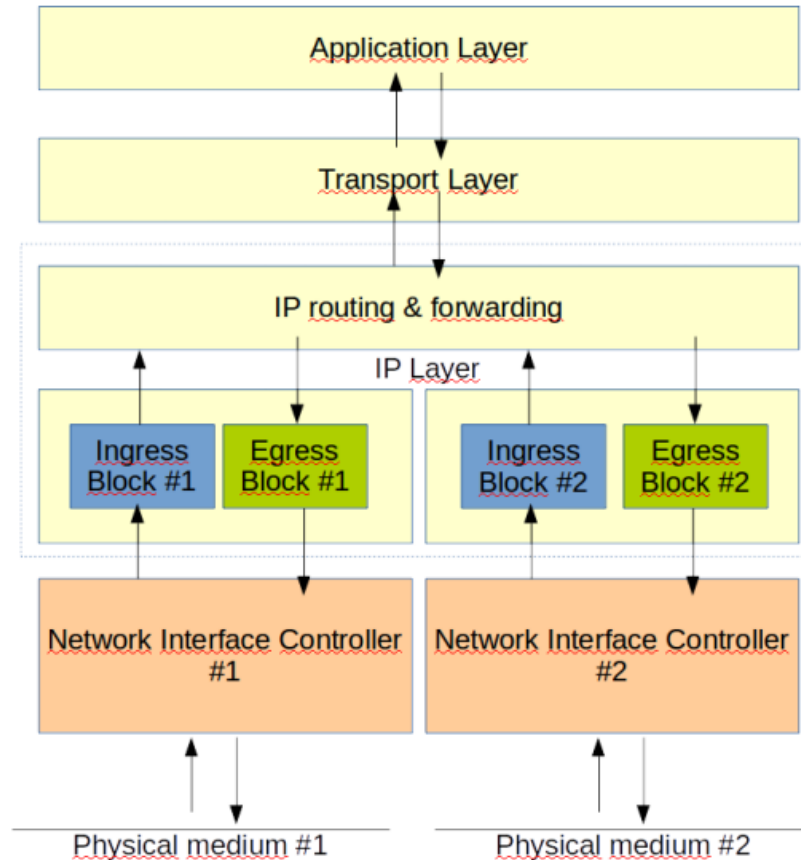 Application Layer
Transport Layer
IP routing & forwarding
IP Layer
Ingress
Block #1
Egress
Block #1
Ingress
Block #2
Egress
Block #2
Network Interface Controller
#1
Network Interface Controller
#2
Physical medium #1
Physical medium #2